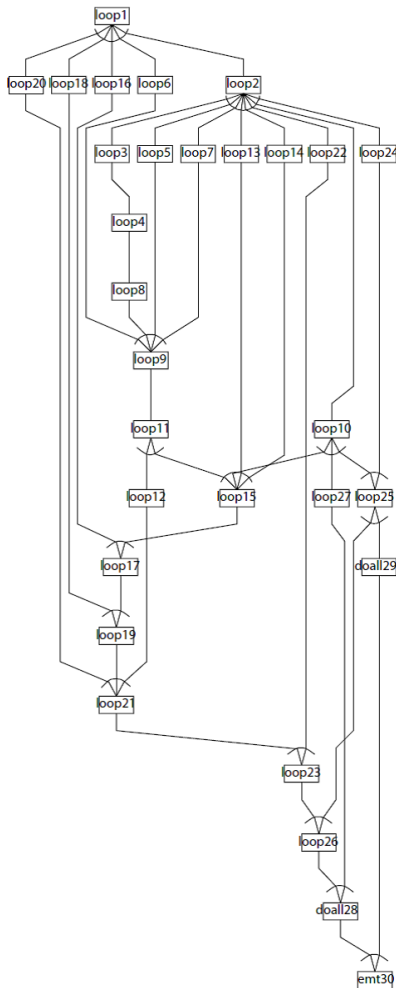 loop1
loop20 loop18 loop16 loop6 loop2
loop3 loop5 loop7 loop13 loop14 loop22 loop24
loop4
loop8
loop9
loop11 loop10
loop12 loop15 loop27 loop25
loop17 doall29
loop19
loop21
loop23
loop26
doall28
emt30